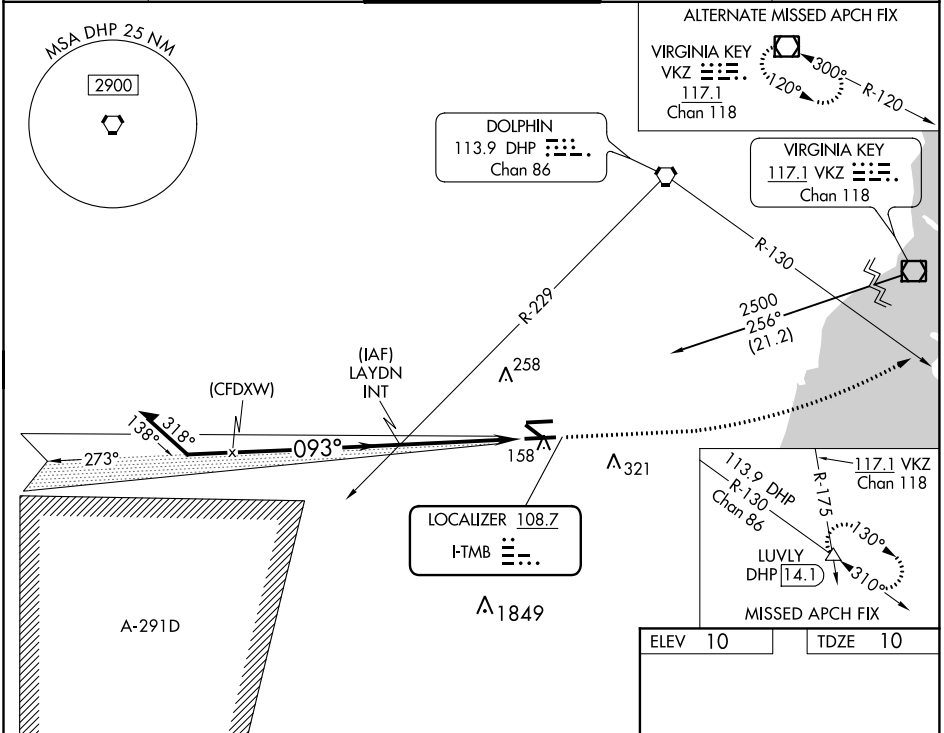 MSA DHP 25 NM
2900
ALTERNATE MISSED APCH FIX
VIRGINIA KEY
VKZ
117.1
Chan 118
300°
R-120
120°
DOLPHIN
113.9 DHP
Chan 86
VIRGINIA KEY
117.1 VKZ
Chan 118
R-130
R-229
2500
256°
(21.2)
(IAF)
LAYDN
INT
(CFDXW)
258
318°
138°
093°
273°
158
321
LOCALIZER 108.7
I-TMB
1849
A-291D
113.9 DHP
R-130
Chan 86
117.1 VKZ
Chan 118
R-175
130°
310°
LUVLY
DHP 14.1
MISSED APCH FIX
ELEV 10
TDZE 10